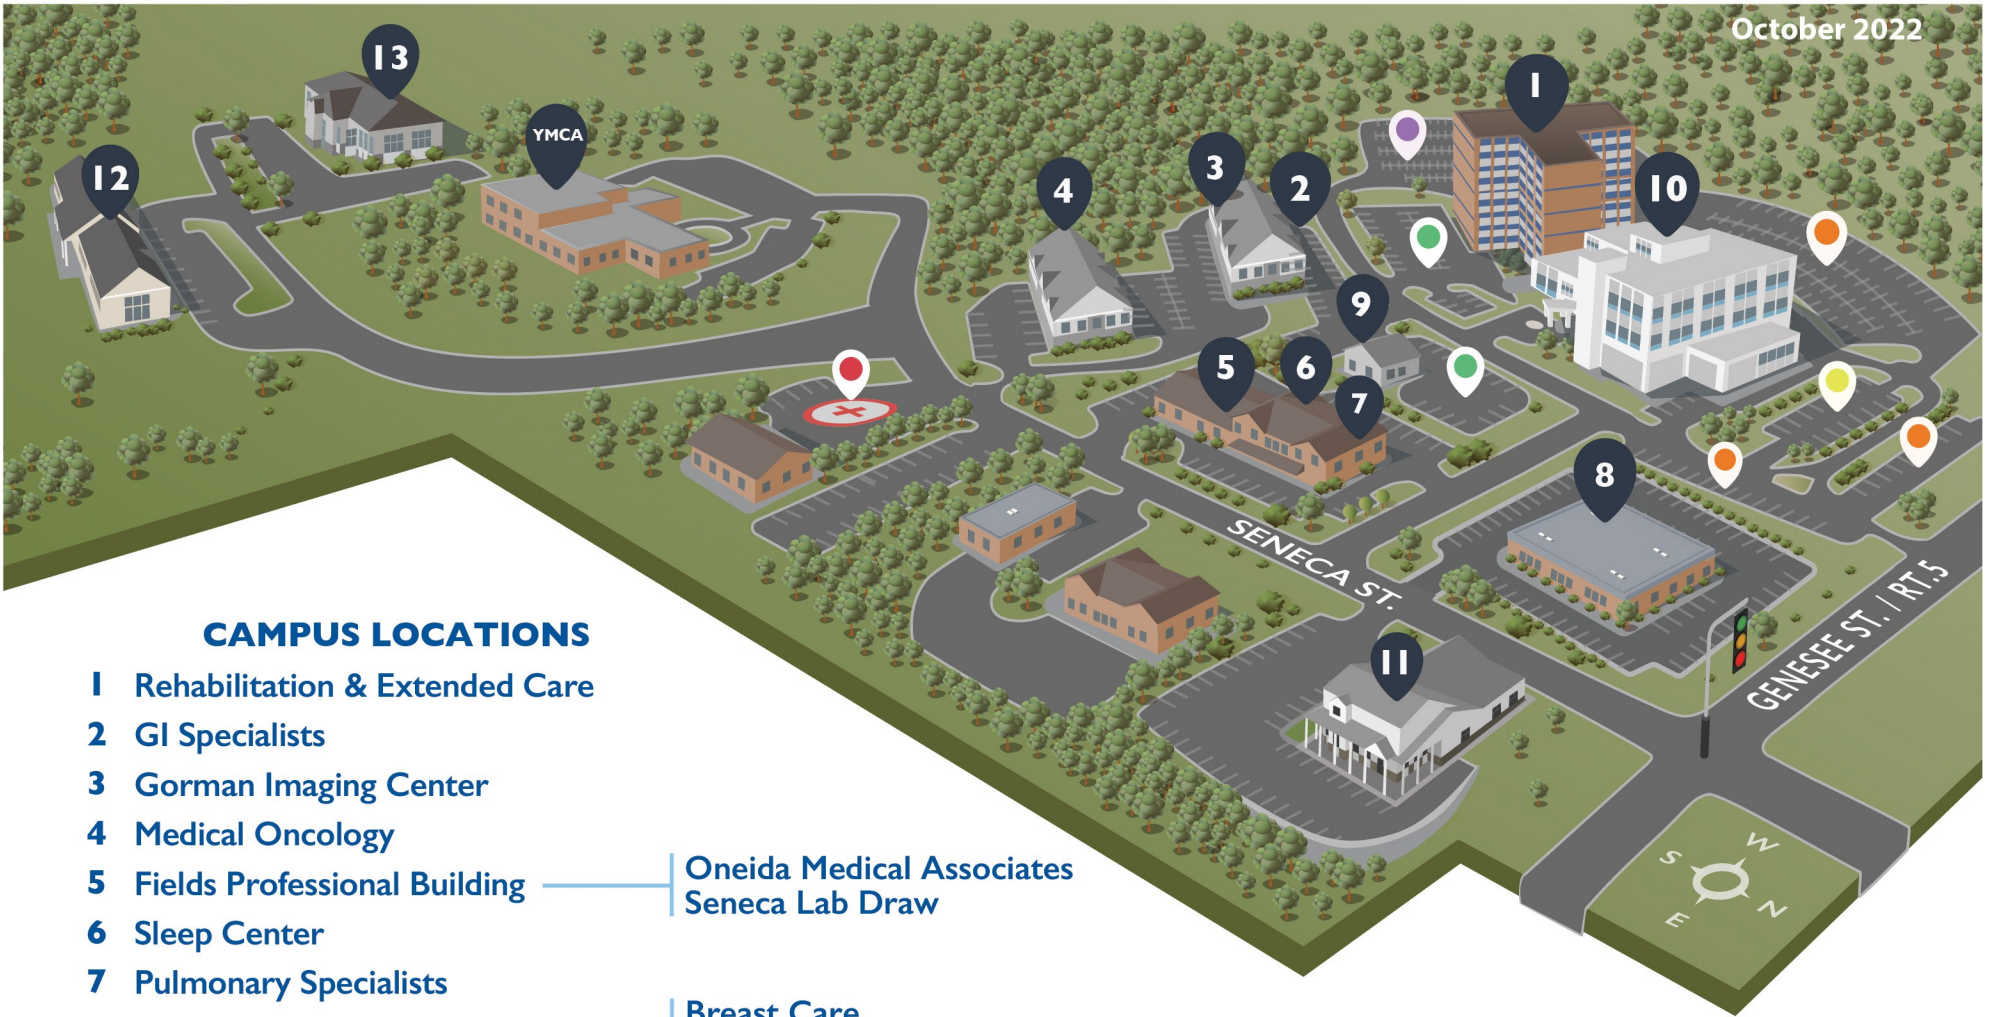 October 2022
13
1
YMCA
12
3
2
4
10
9
5
6
7
8
SENECA ST.
GENESEE ST. / RT.5
11
W
S
N
E
CAMPUS LOCATIONS
1 Rehabilitation & Extended Care
2 GI Specialists
3 Gorman Imaging Center
4 Medical Oncology
5 Fields Professional Building
Oneida Medical Associates
Seneca Lab Draw
6 Sleep Center
7 Pulmonary Specialists
Breast Care